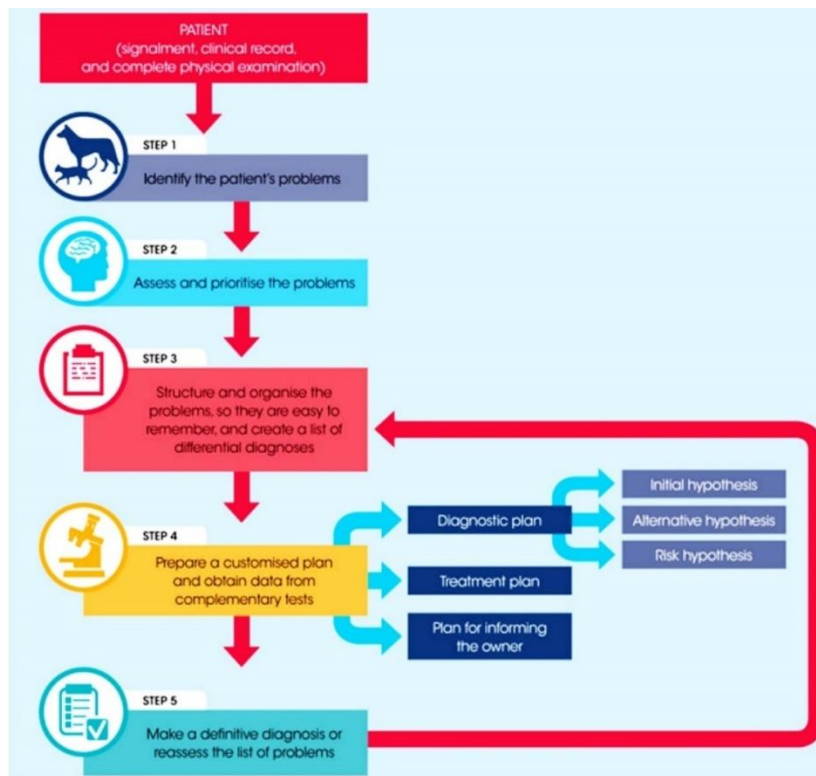 PATIENT
(signalment, clinical record,
and complete physical examination)
STEP 1
Identify the patient's problems
STEP 2
Assess and prioritise the problems
STEP 3
Structure and organise the
problems, so they are easy to
remember, and create a list of
differential diagnoses
STEP 4
Prepare a customised plan
and obtain data from
complementary tests
Diagnostic plan
Treatment plan
Plan for informing
the owner
Initial hypothesis
Alternative hypothesis
Risk hypothesis
STEP 5
Make a definitive diagnosis or
reassess the list of problems